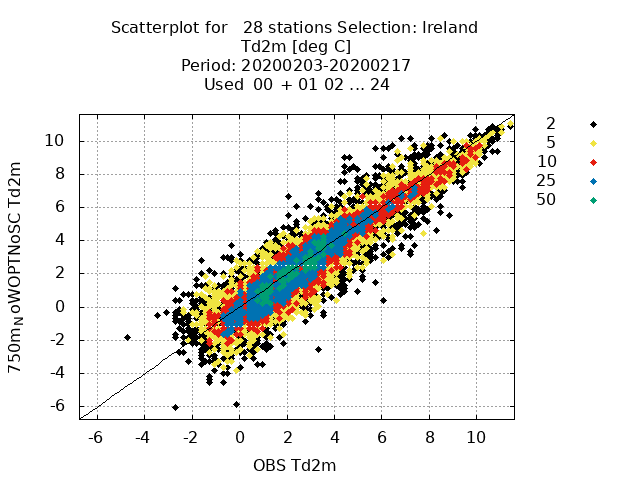 Scatterplot for   28 stations Selection: Ireland
Td2m [deg C]
Period: 20200203-20200217
Used  00 + 01 02 ... 24
750mNoWOPTNoSC Td2m
10
8
6
4
2
0
-2
-4
-6
-6 -4 -2 0 2 4 6 8 10
OBS Td2m
2
5
10
25
50